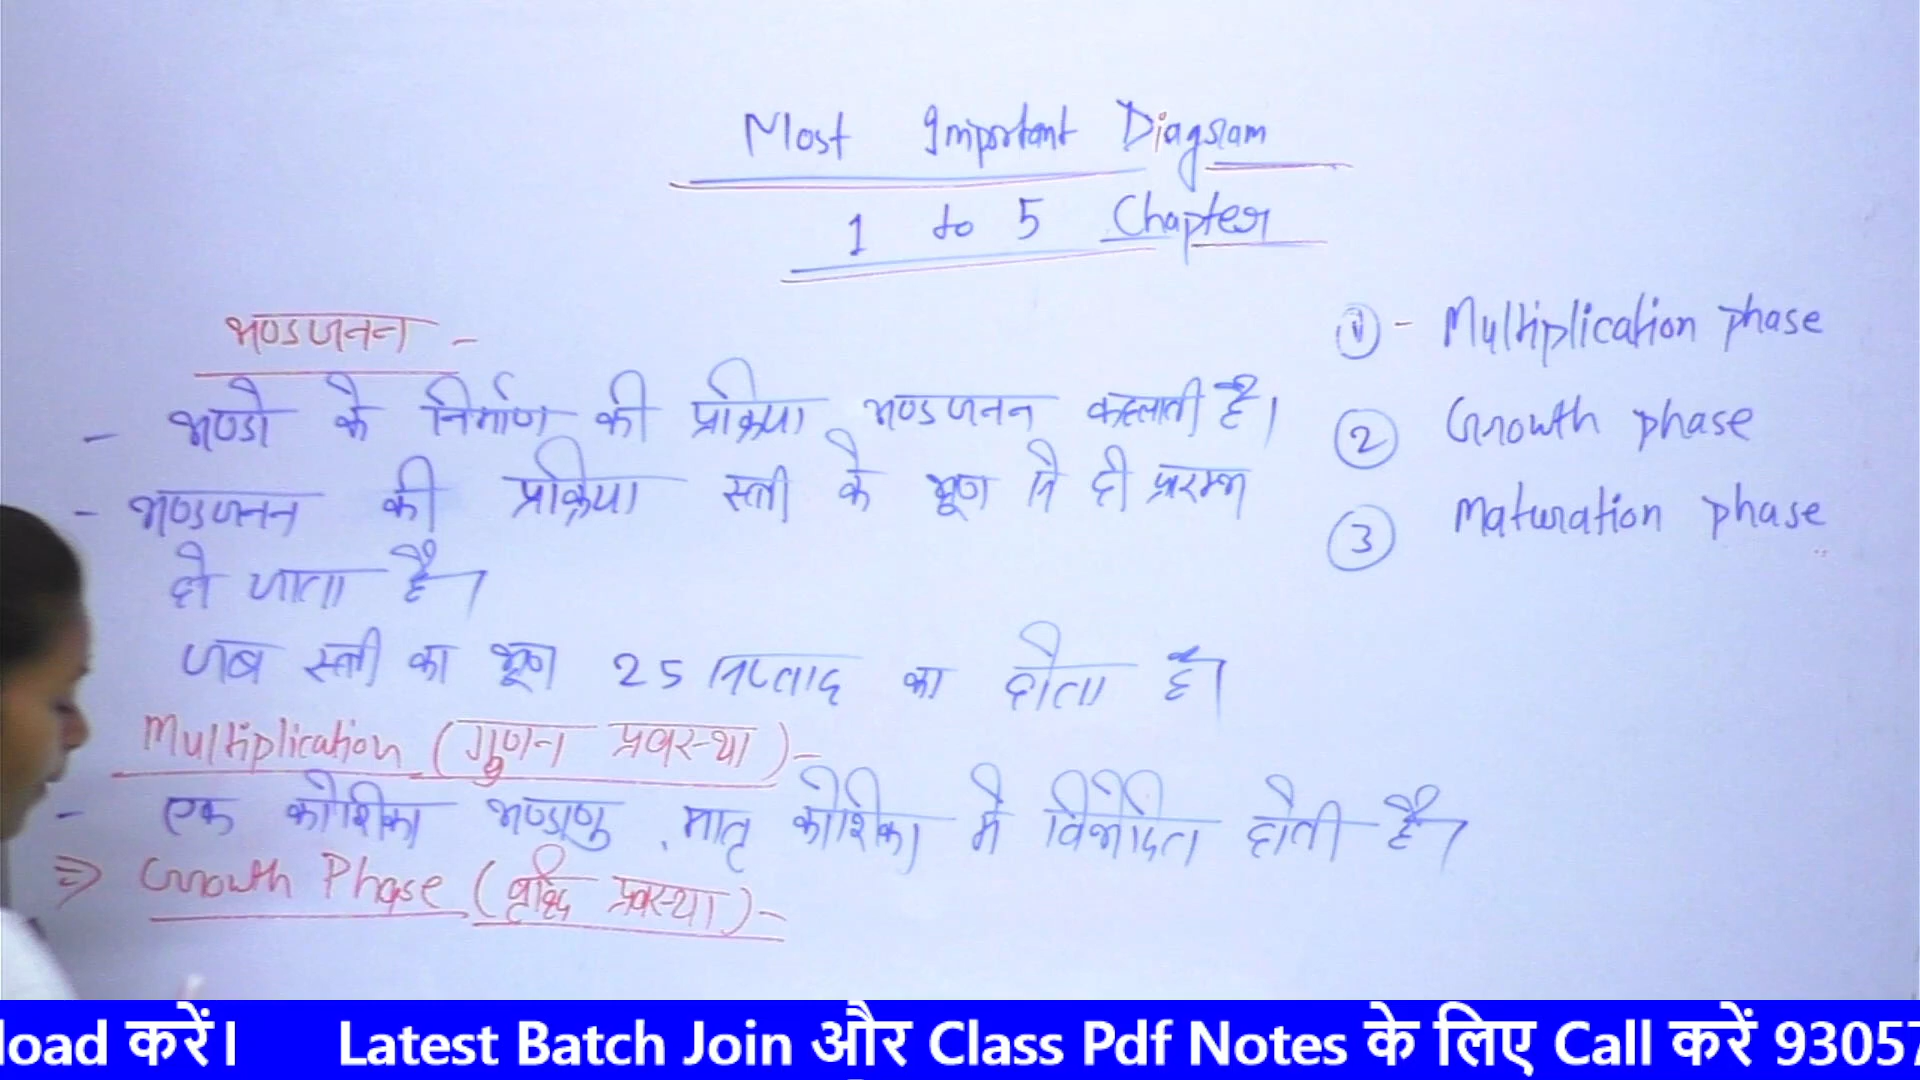 Most Important Diagram
1 to 5 Chapter
अण्डजनन -
- अण्डो के निर्माण की प्रक्रिया अण्डजनन कहलाती है।
- अण्डजनन की प्रक्रिया स्त्री के भ्रूण से ही प्रारम्भ
हो जाता है।
जब स्त्री का भ्रूण 25 सप्ताह का होता है।
Multiplication (गुणन प्रवस्था) -
- एक कोशिका अण्डाणु मातृ कोशिका मे विभेदित होती है।
⇒ Growth Phase (वृद्धि प्रवस्था) -
① - Multiplication phase
② Growth phase
③ Maturation phase
load करें। Latest Batch Join और Class Pdf Notes के लिए Call करें 93057